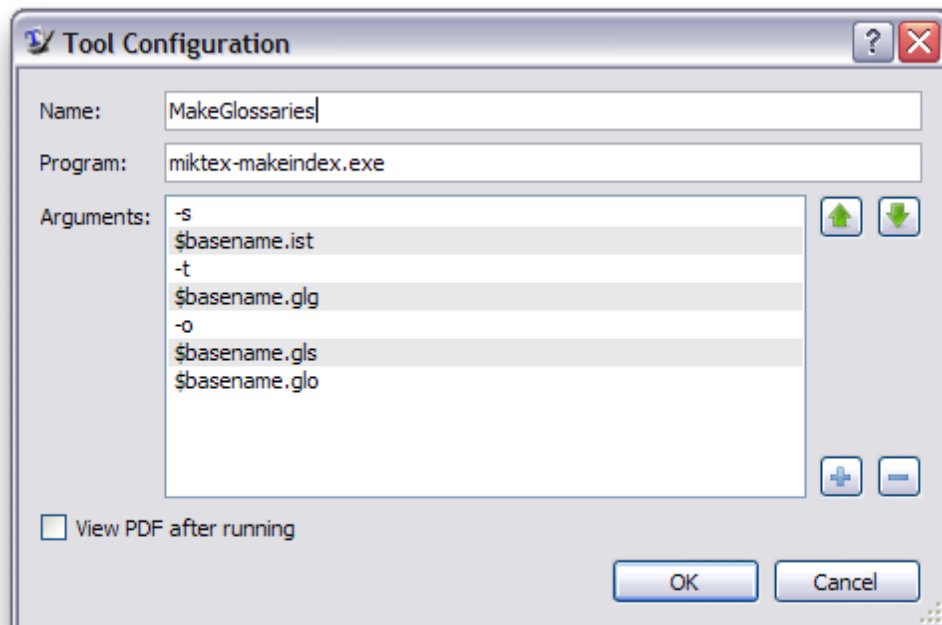 Tool Configuration
Name: MakeGlossaries
Program: miktex-makeindex.exe
Arguments: -s
$basename.ist
-t
$basename.glg
-o
$basename.gls
$basename.glo
View PDF after running
OK Cancel